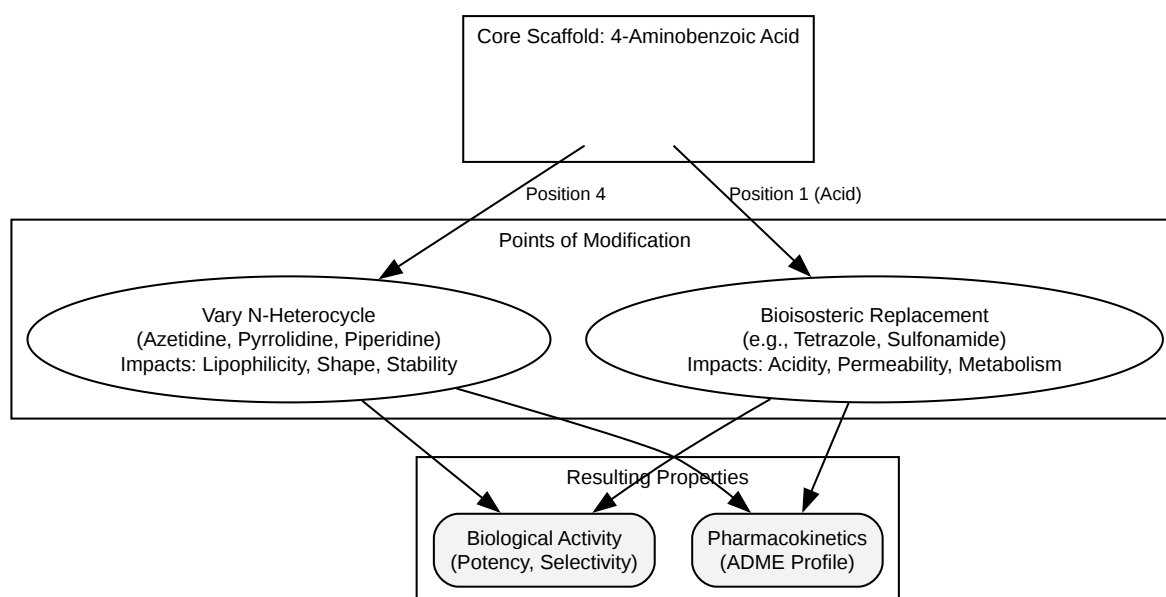 Core Scaffold: 4-Aminobenzoic Acid
Position 4
Position 1 (Acid)
Points of Modification
Vary N-Heterocycle
(Azetidine, Pyrrolidine, Piperidine)
Impacts: Lipophilicity, Shape, Stability
Bioisosteric Replacement
(e.g., Tetrazole, Sulfonamide)
Impacts: Acidity, Permeability, Metabolism
Resulting Properties
Biological Activity
(Potency, Selectivity)
Pharmacokinetics
(ADME Profile)